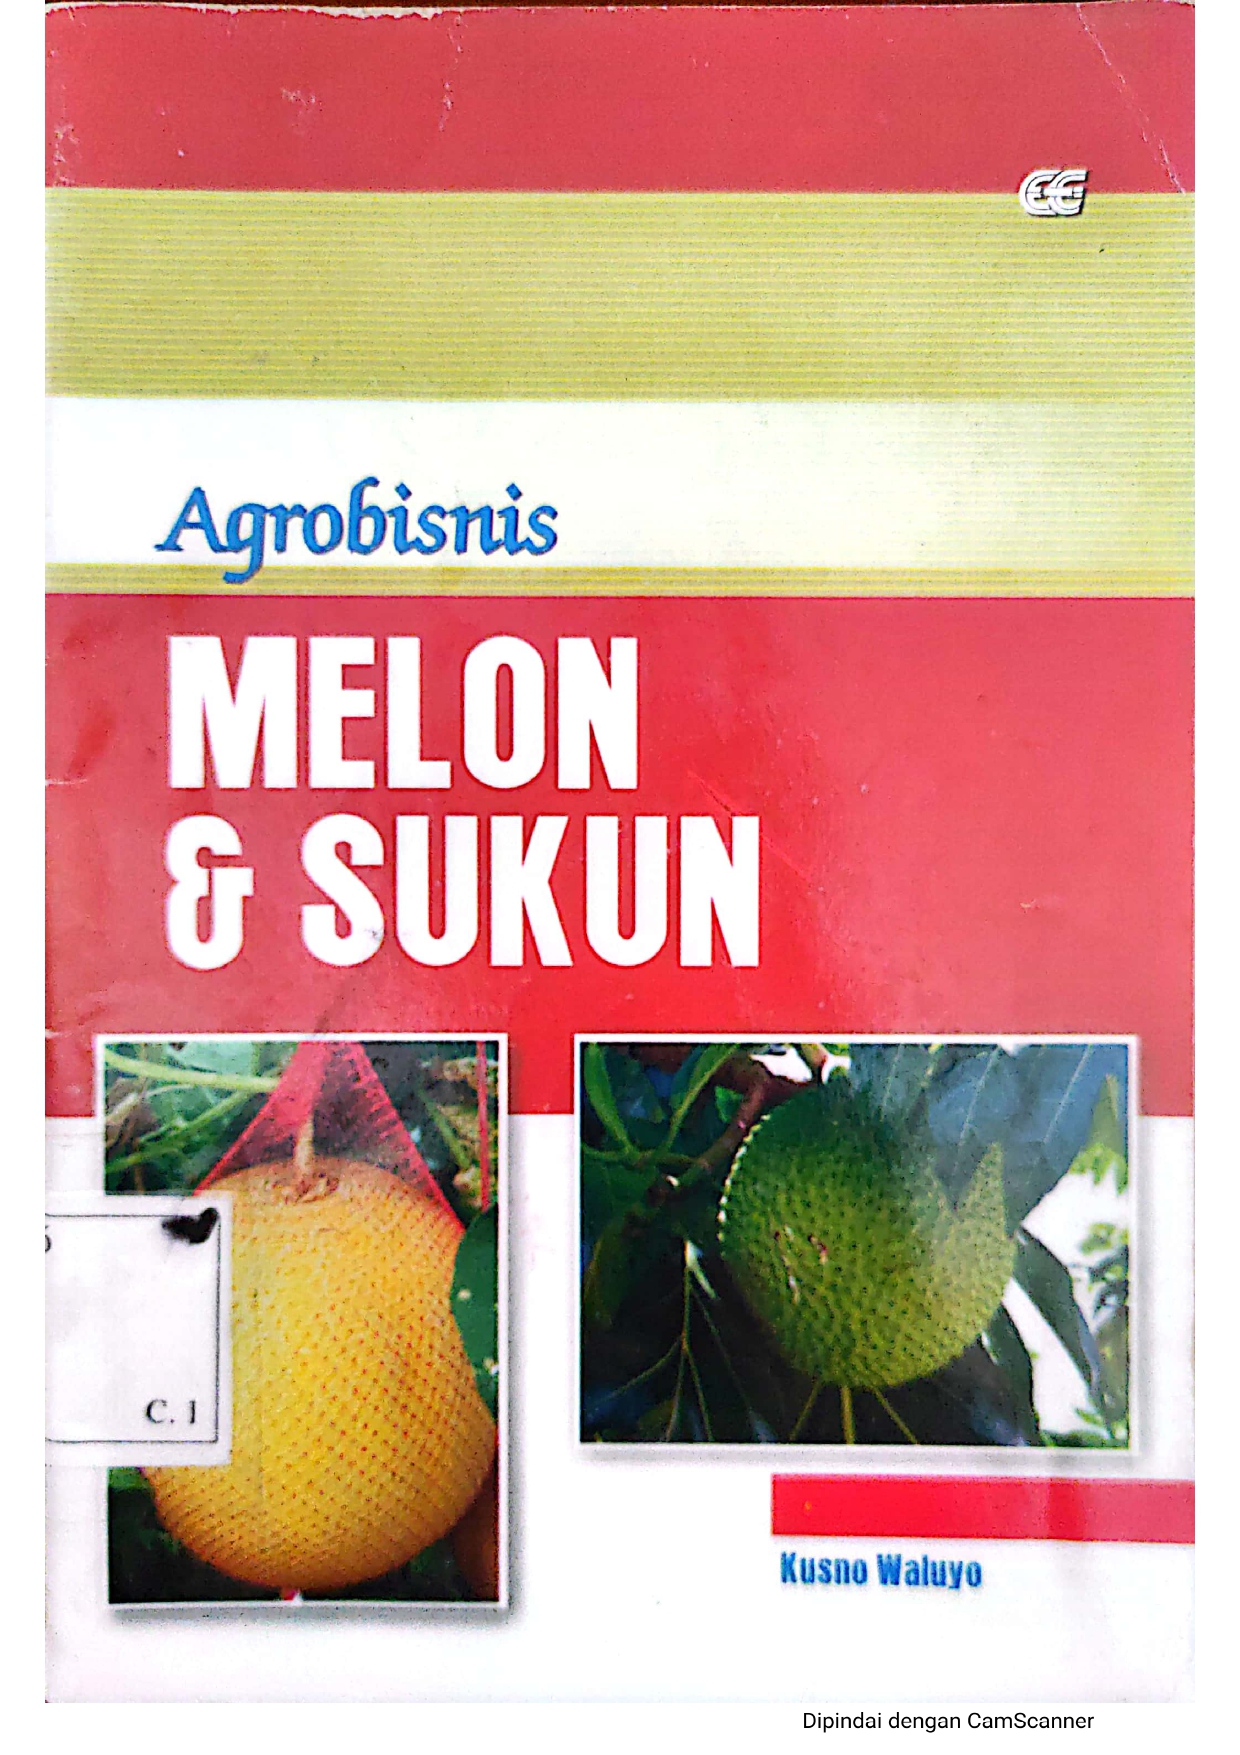 Agrobisnis
MELON
& SUKUN
C. 1
Kusno Waluyo
Dipindai dengan CamScanner